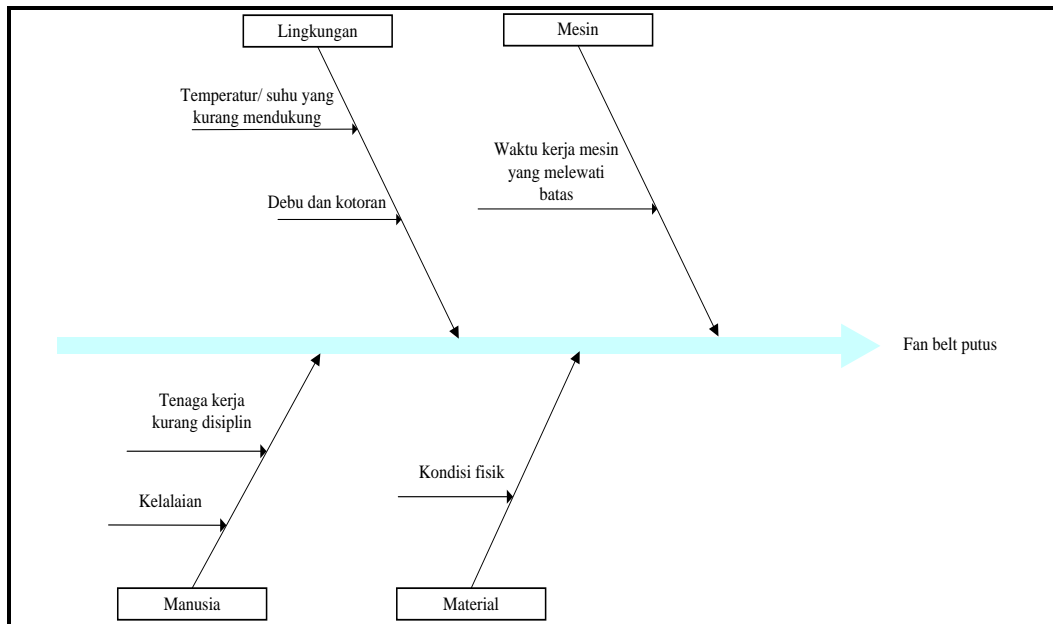 Lingkungan
Mesin
Temperatur/ suhu yang
kurang mendukung
Waktu kerja mesin
yang melewati
batas
Debu dan kotoran
Fan belt putus
Tenaga kerja
kurang disiplin
Kondisi fisik
Kelalaian
Manusia
Material